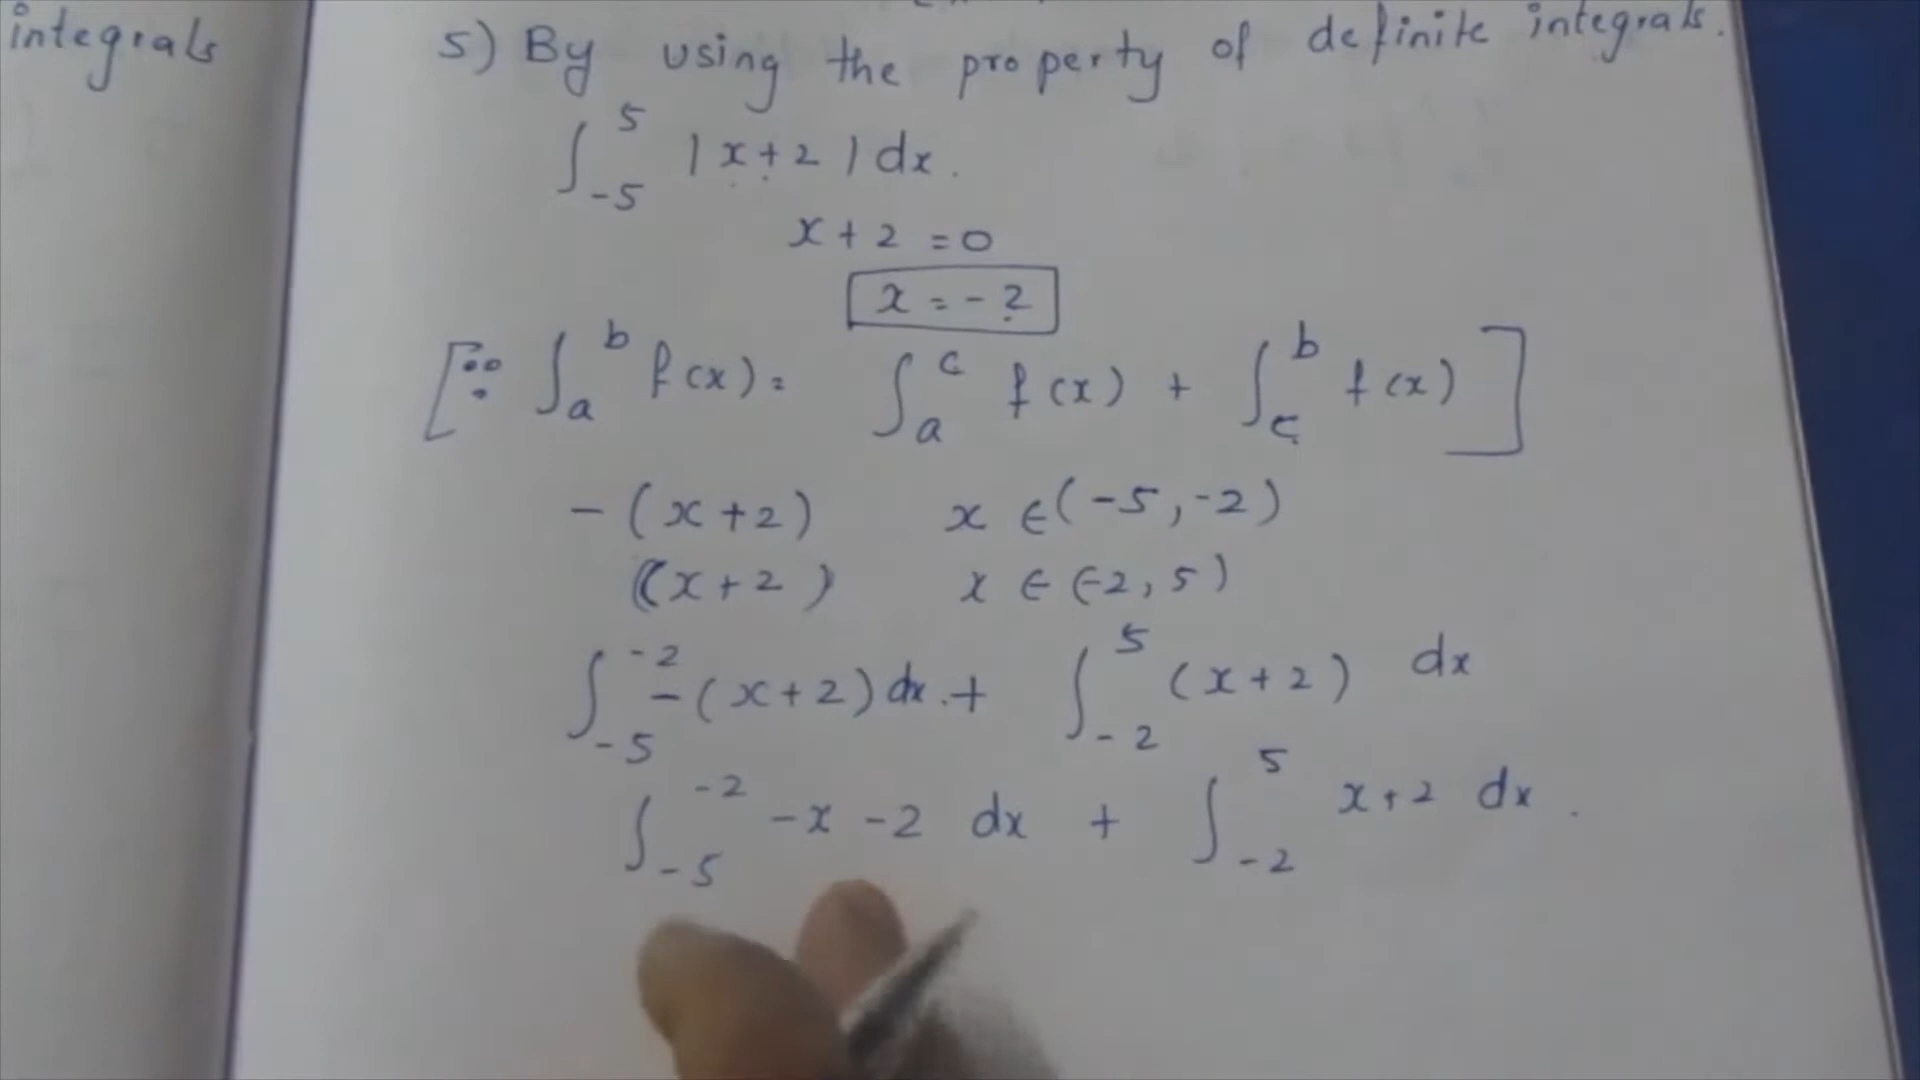 integrals
5) By using the property of definite integrals.
∫_{-5}^{5} |x+2|dx.
x+2=0
x=-2
[∵ ∫_a^b f(x)= ∫_a^c f(x) + ∫_c^b f(x)]
-(x+2) x∈(-5,-2)
(x+2) x∈(-2,5)
∫_{-5}^{-2} -(x+2)dx.+ ∫_{-2}^{5} (x+2) dx
∫_{-5}^{-2} -x-2 dx + ∫_{-2}^{5} x+2 dx.